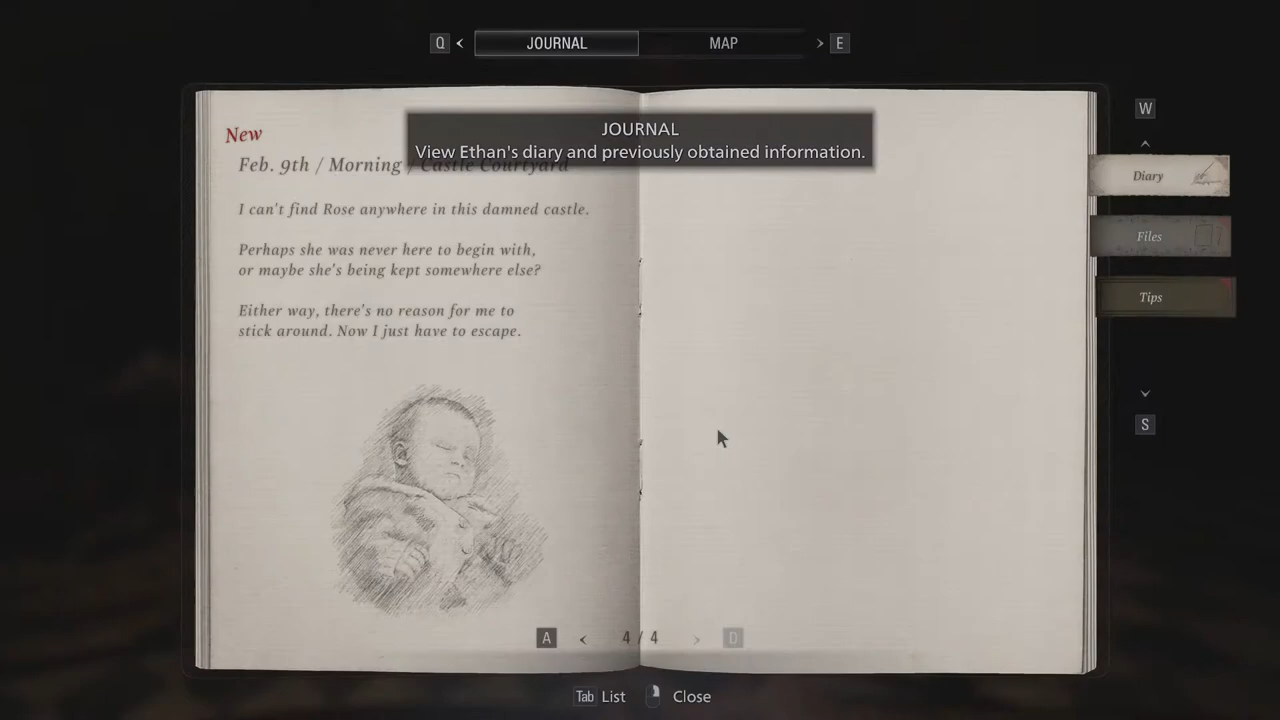 Q < JOURNAL MAP > E
JOURNAL
View Ethan's diary and previously obtained information.
New
Feb. 9th / Morning / Castle Courtyard
I can't find Rose anywhere in this damned castle.
Perhaps she was never here to begin with,
or maybe she's being kept somewhere else?
Either way, there's no reason for me to
stick around. Now I just have to escape.
W
Diary
Files
Tips
S
A < 4 / 4 > D
Tab List Close